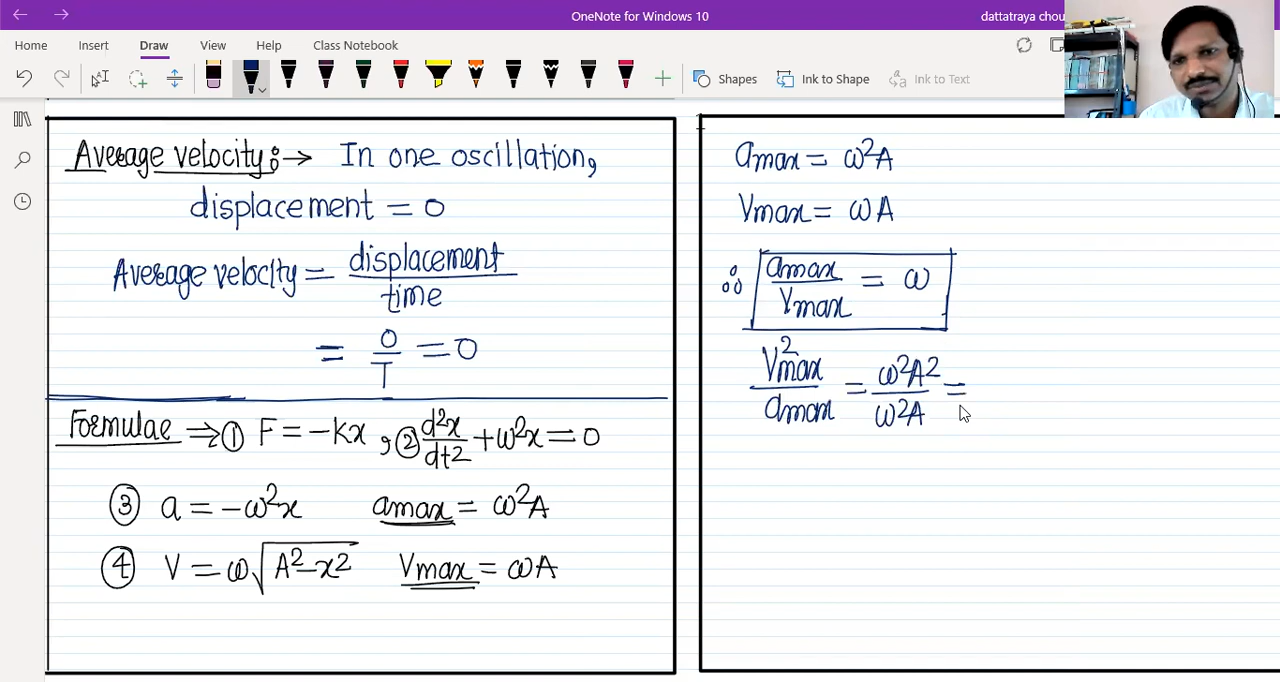 OneNote for Windows 10
dattatraya chou
Home Insert Draw View Help Class Notebook
Shapes Ink to Shape Ink to Text
Average velocity :→ In one oscillation,
displacement = 0
Average velocity = displacement / time
= 0/T = 0
Formulae ⇒ ① F = -kx , ② d²x/dt² + ω²x = 0
③ a = -ω²x amax = ω²A
④ V = ω√(A²-x²) Vmax = ωA
amax = ω²A
Vmax = ωA
∴ amax/Vmax = ω
V²max/amax = ω²A²/ω²A =